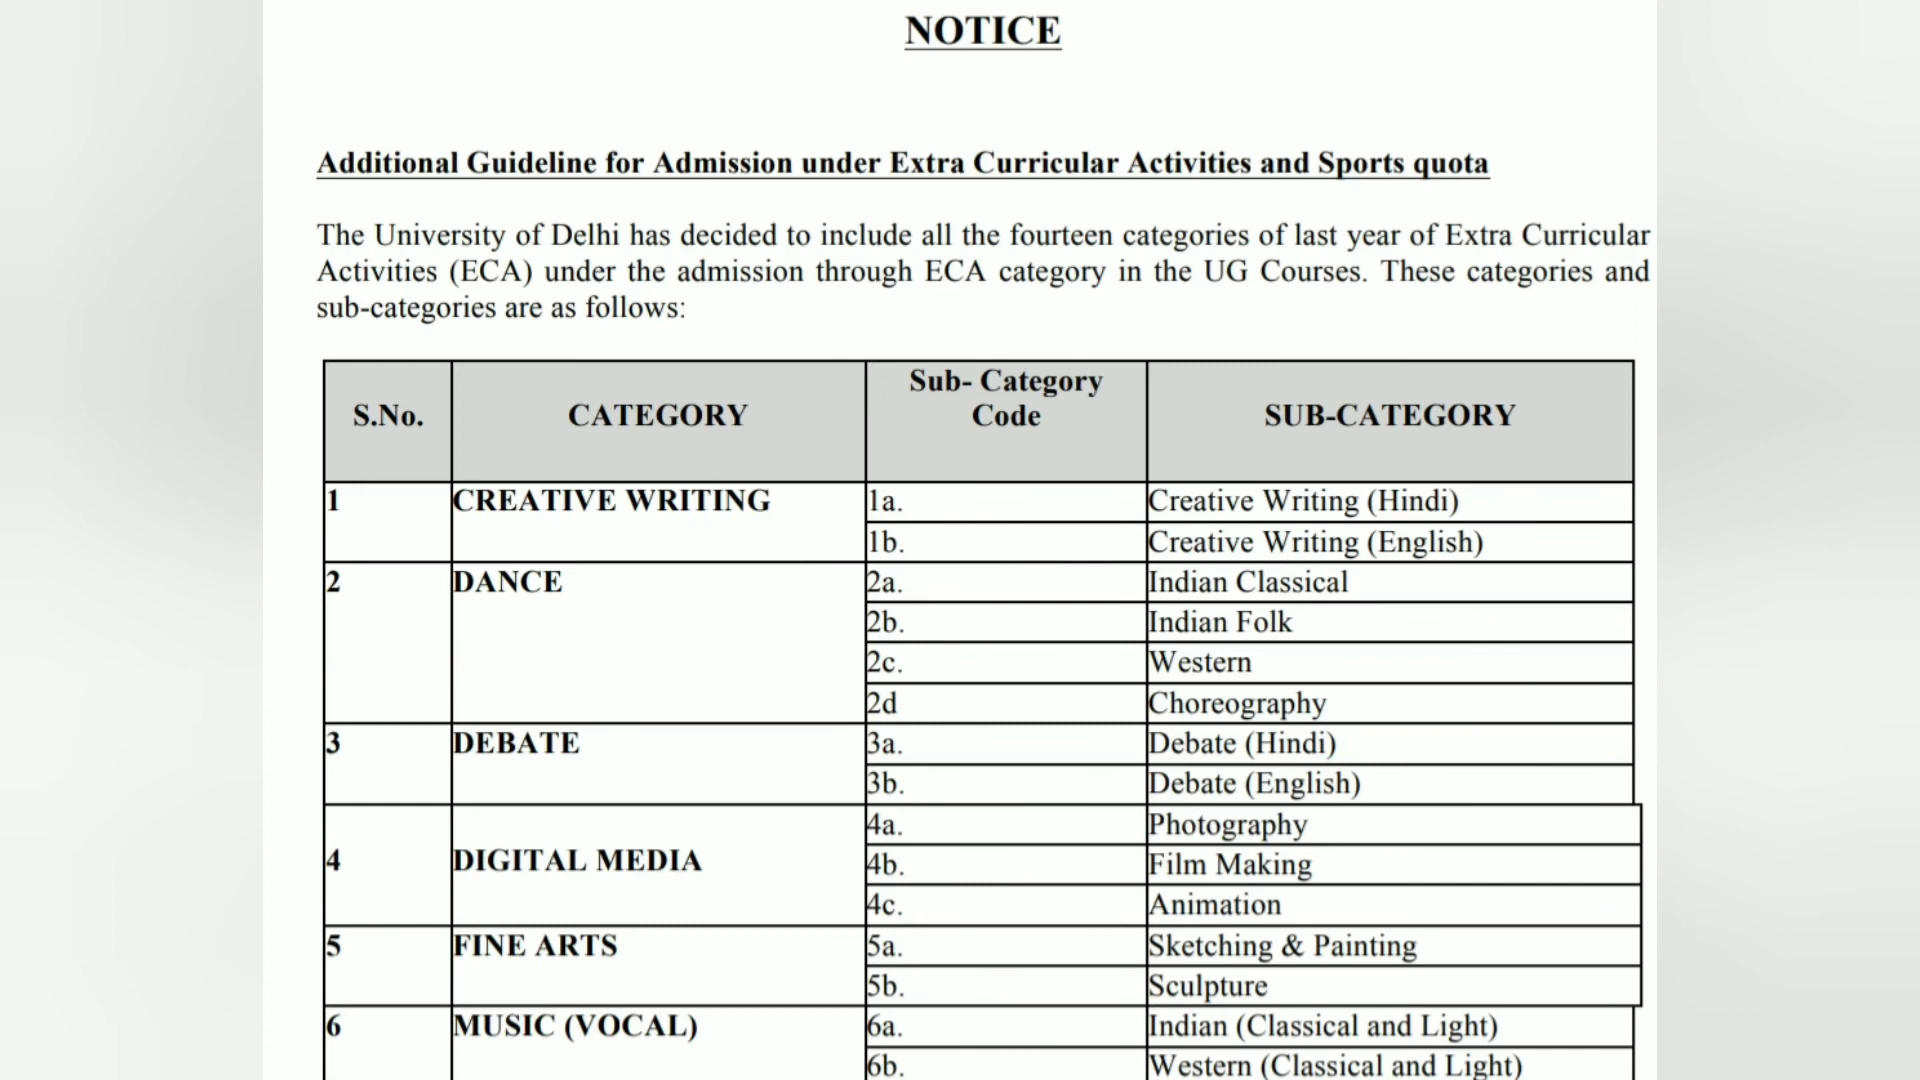 NOTICE
Additional Guideline for Admission under Extra Curricular Activities and Sports quota
The University of Delhi has decided to include all the fourteen categories of last year of Extra Curricular
Activities (ECA) under the admission through ECA category in the UG Courses. These categories and
sub-categories are as follows:
S.No. CATEGORY Sub- Category Code SUB-CATEGORY
1 CREATIVE WRITING 1a. Creative Writing (Hindi)
1b. Creative Writing (English)
2 DANCE 2a. Indian Classical
2b. Indian Folk
2c. Western
2d Choreography
3 DEBATE 3a. Debate (Hindi)
3b. Debate (English)
4a. Photography
4 DIGITAL MEDIA 4b. Film Making
4c. Animation
5 FINE ARTS 5a. Sketching & Painting
5b. Sculpture
6 MUSIC (VOCAL) 6a. Indian (Classical and Light)
6b. Western (Classical and Light)